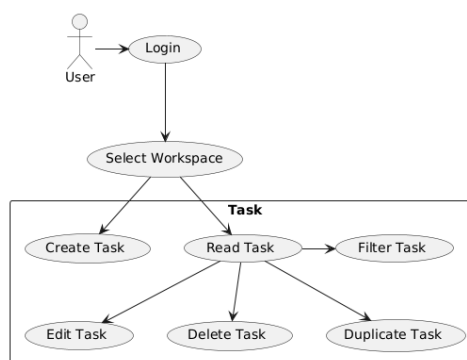 User
Login
Select Workspace
Task
Create Task
Read Task
Filter Task
Edit Task
Delete Task
Duplicate Task